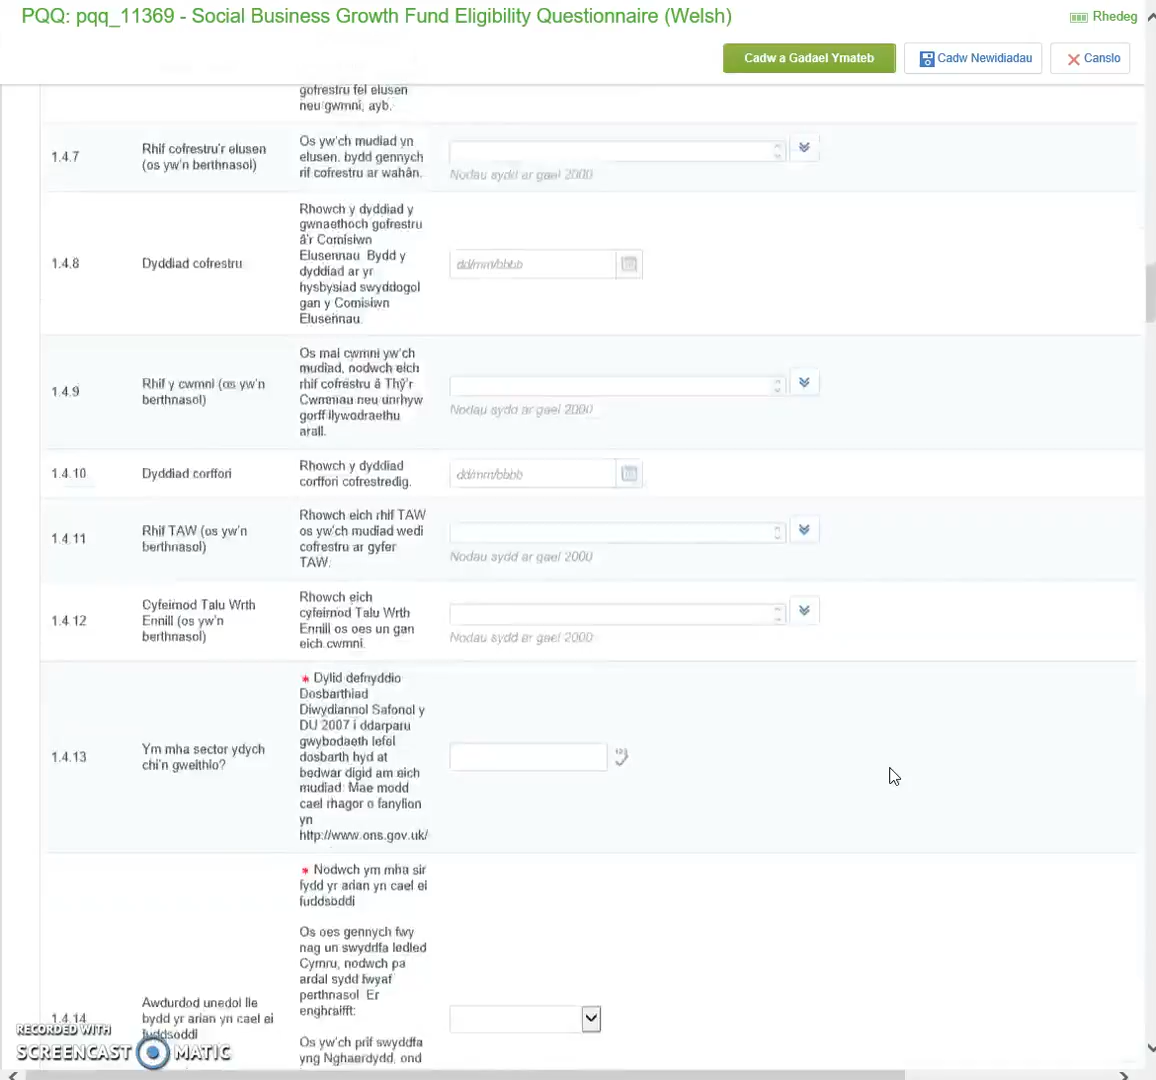 PQQ: pqq_11369 - Social Business Growth Fund Eligibility Questionnaire (Welsh)
Rhedeg
Cadw a Gadael Ymateb
Cadw Newidiadau
Canslo
gofrestru fel elusen
neu gwmni, ayb.
1.4.7
Rhif cofrestru'r elusen
(os yw'n berthnasol)
Os yw'ch mudiad yn
elusen, bydd gennych
rif cofrestru ar wahân.
Nodau sydd ar gael 2000
1.4.8
Dyddiad cofrestru
Rhowch y dyddiad y
gwnaethoch gofrestru
â'r Comisiwn
Elusennau. Bydd y
dyddiad ar yr
hysbysiad swyddogol
gan y Comisiwn
Elusennau.
dd/mm/bbbb
1.4.9
Rhif y cwmni (os yw'n
berthnasol)
Os mai cwmni yw'ch
mudiad, nodwch eich
rhif cofrestru â Thŷ'r
Cwmnïau neu unrhyw
gorff llywodraethu
arall.
Nodau sydd ar gael 2000
1.4.10
Dyddiad corffori
Rhowch y dyddiad
corffori cofrestredig.
dd/mm/bbbb
1.4.11
Rhif TAW (os yw'n
berthnasol)
Rhowch eich rhif TAW
os yw'ch mudiad wedi
cofrestru ar gyfer
TAW.
Nodau sydd ar gael 2000
1.4.12
Cyfeirnod Talu Wrth
Ennill (os yw'n
berthnasol)
Rhowch eich
cyfeirnod Talu Wrth
Ennill os oes un gan
eich cwmni.
Nodau sydd ar gael 2000
1.4.13
Ym mha sector ydych
chi'n gweithio?
* Dylid defnyddio
Dosbarthiad
Diwydiannol Safonol y
DU 2007 i ddarparu
gwybodaeth lefel
dosbarth hyd at
bedwar digid am eich
mudiad: Mae modd
cael rhagor o fanylion
yn
http://www.ons.gov.uk/
123
1.4.14
Awdurdod unedol lle
bydd yr arian yn cael ei
fuddsoddi
* Nodwch ym mha sir
fydd yr arian yn cael ei
fuddsoddi
Os oes gennych fwy
nag un swyddfa ledled
Cymru, nodwch pa
ardal sydd fwyaf
perthnasol. Er
enghraifft:
Os yw'ch prif swyddfa
yng Nghaerdydd, ond
RECORDED WITH
SCREENCAST MATIC